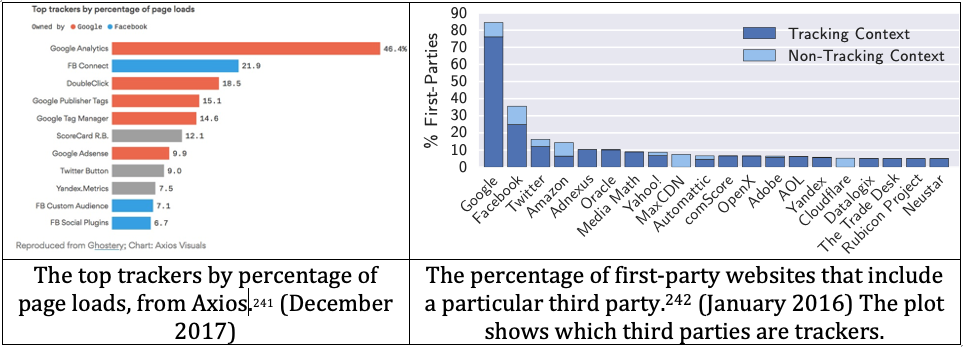 Top trackers by percentage of page loads
Owned by Google Facebook
Google Analytics 46.4%
FB Connect 21.9
DoubleClick 18.5
Google Publisher Tags 15.1
Google Tag Manager 14.6
ScoreCard R.B. 12.1
Google Adsense 9.9
Twitter Button 9.0
Yandex.Metrics 7.5
FB Custom Audience 7.1
FB Social Plugins 6.7
Reproduced from Ghostery; Chart: Axios Visuals
The top trackers by percentage of
page loads, from Axios.241 (December
2017)
% First-Parties
90
80
70
60
50
40
30
20
10
0
Tracking Context
Non-Tracking Context
Google
Facebook
Twitter
Amazon
Adnexus
Oracle
Media Math
Yahoo!
MaxCDN
Automattic
comScore
OpenX
Adobe
AOL
Yandex
Cloudflare
Datalogix
The Trade Desk
Rubicon Project
Neustar
The percentage of first-party websites that include
a particular third party.242 (January 2016) The plot
shows which third parties are trackers.